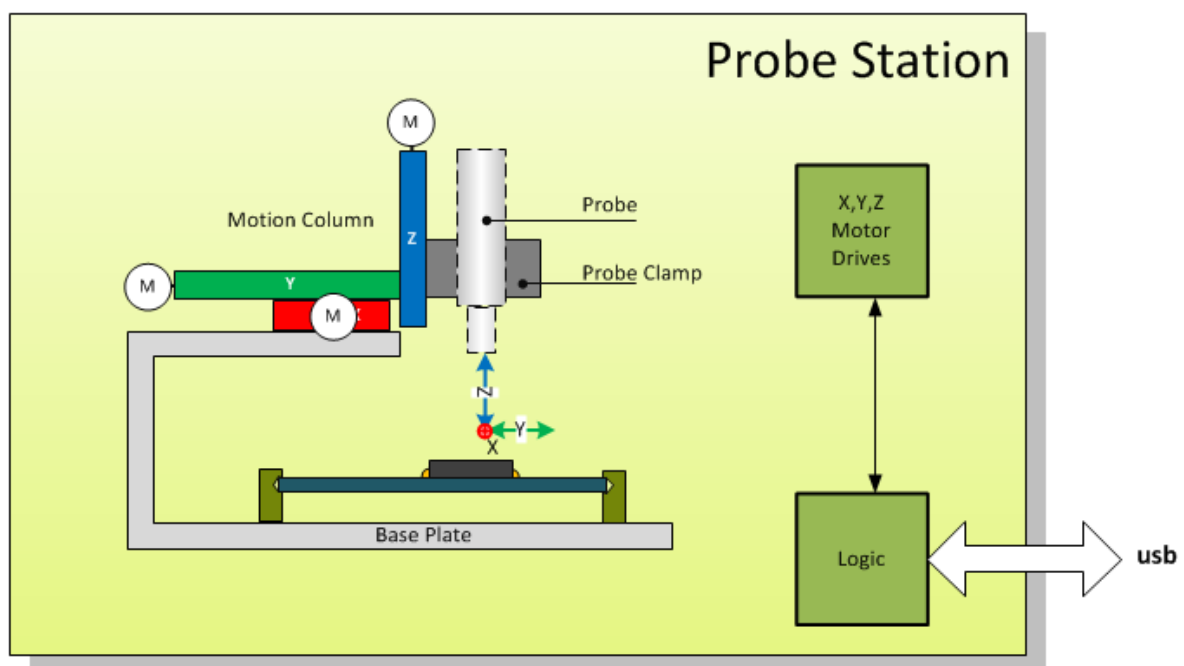 Probe Station
M
Motion Column
Z
Probe
Probe Clamp
Y
M
M
X,Y,Z
Motor
Drives
Z
Y
X
Base Plate
Logic
usb